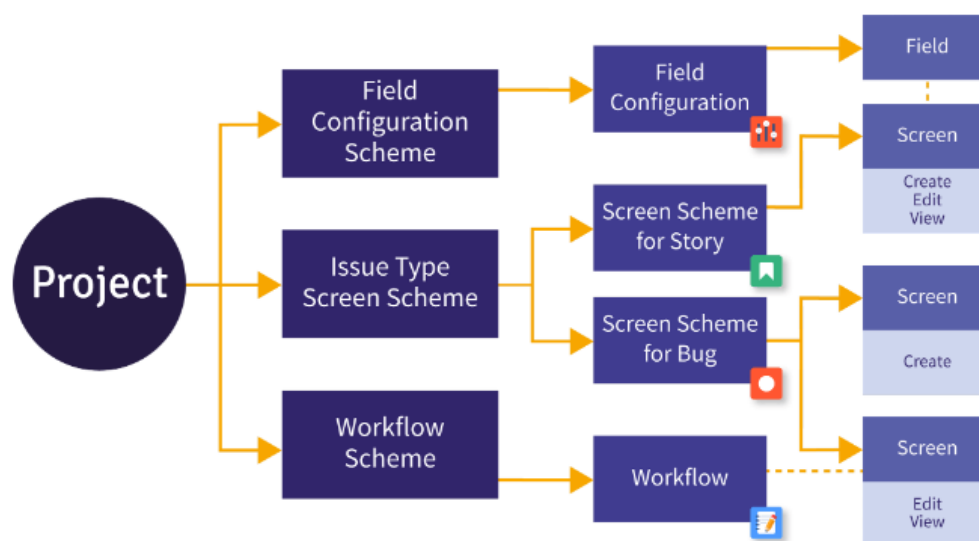 Project
Field
Configuration
Scheme
Issue Type
Screen Scheme
Workflow
Scheme
Field
Configuration
Screen Scheme
for Story
Screen Scheme
for Bug
Workflow
Field
Screen
Create
Edit
View
Screen
Create
Screen
Edit
View